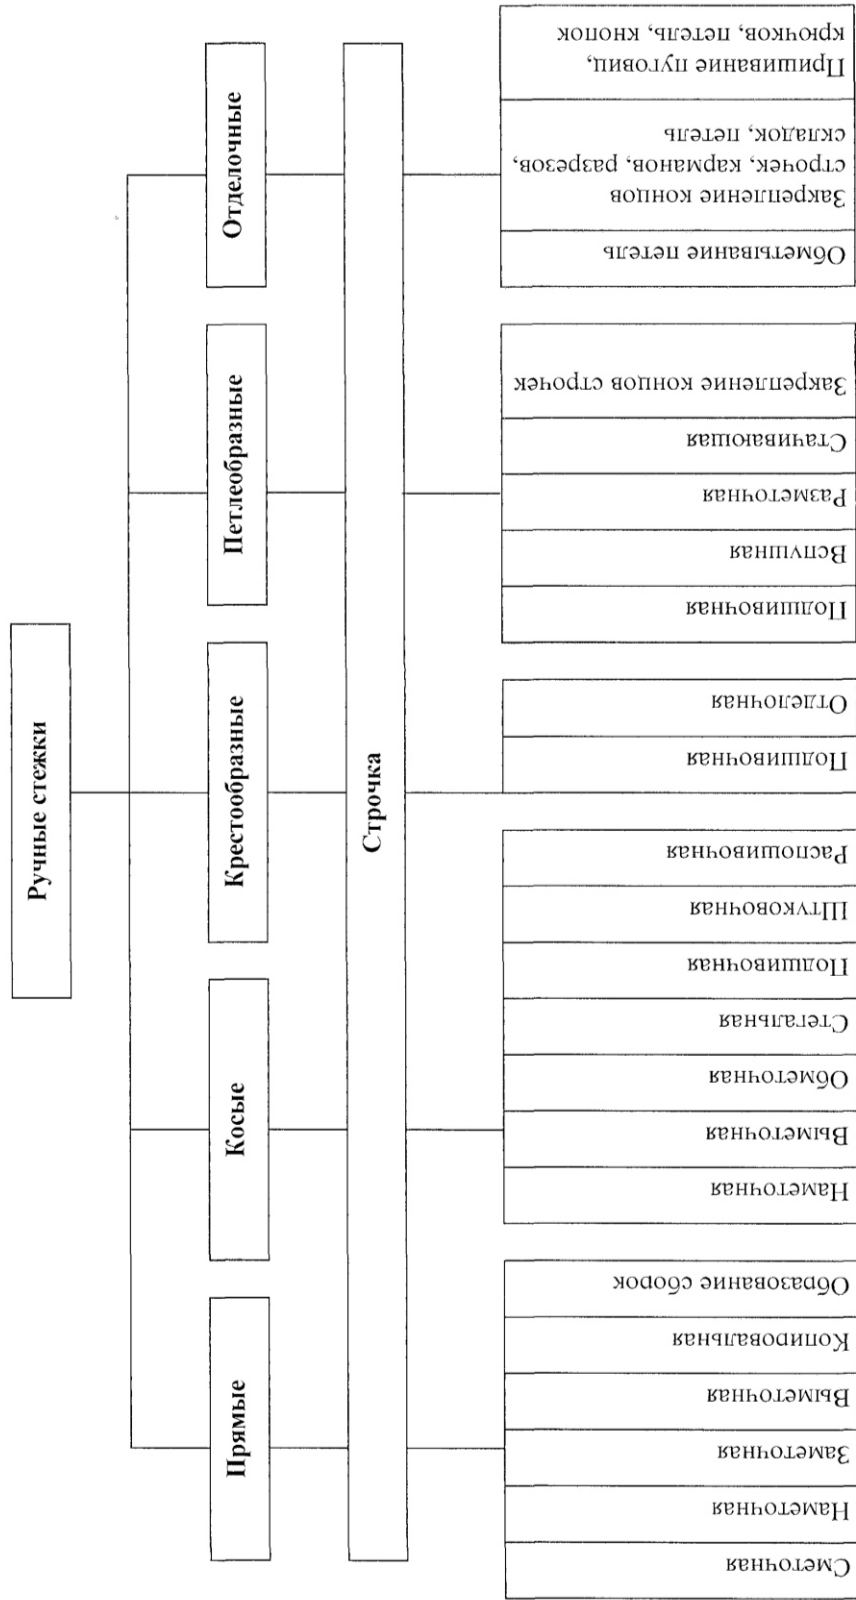 Ручные стежки
Прямые
Косые
Крестообразные
Петлеобразные
Отделочные
Строчка
Сметочная
Наметочная
Заметочная
Выметочная
Копировальная
Образование сборок
Наметочная
Выметочная
Обметочная
Стегальная
Подшивочная
Штуковочная
Распошивочная
Подшивочная
Отделочная
Подшивочная
Вспушная
Разметочная
Стачивающая
Закрепление концов строчек
Обметывание петель
Закрепление концов
строчек, карманов, разрезов,
складок, петель
Пришивание пуговиц,
крючков, петель, кнопок